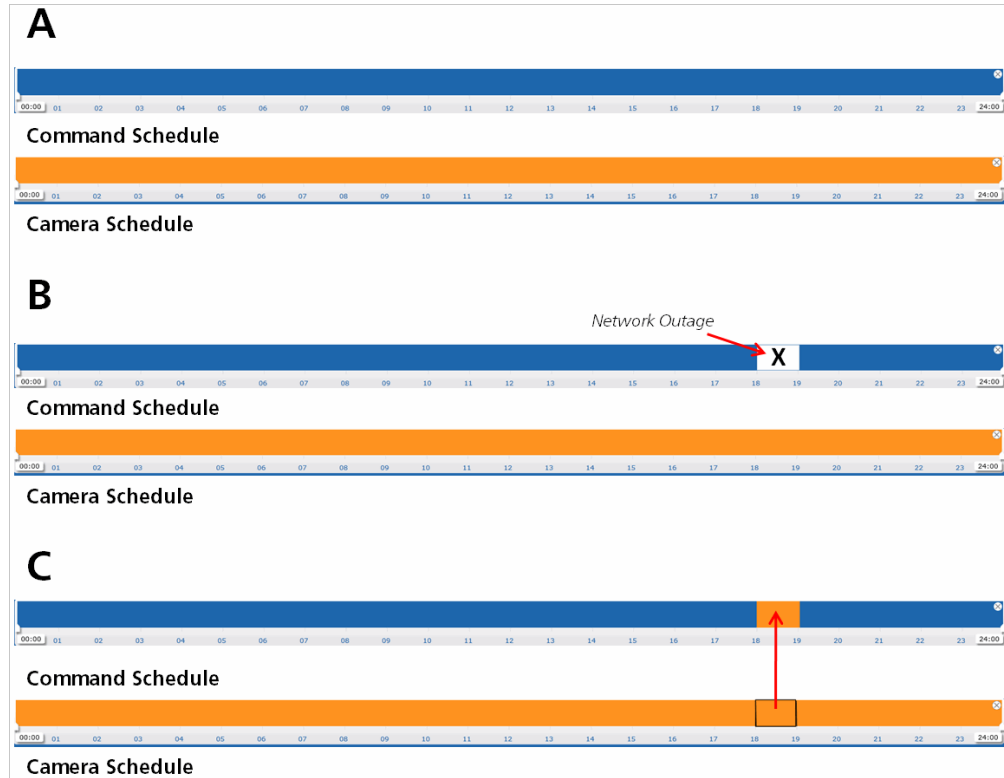 A
00:00 01 02 03 04 05 06 07 08 09 10 11 12 13 14 15 16 17 18 19 20 21 22 23 24:00
Command Schedule
00:00 01 02 03 04 05 06 07 08 09 10 11 12 13 14 15 16 17 18 19 20 21 22 23 24:00
Camera Schedule
B
Network Outage
X
00:00 01 02 03 04 05 06 07 08 09 10 11 12 13 14 15 16 17 18 19 20 21 22 23 24:00
Command Schedule
00:00 01 02 03 04 05 06 07 08 09 10 11 12 13 14 15 16 17 18 19 20 21 22 23 24:00
Camera Schedule
C
00:00 01 02 03 04 05 06 07 08 09 10 11 12 13 14 15 16 17 18 19 20 21 22 23 24:00
Command Schedule
00:00 01 02 03 04 05 06 07 08 09 10 11 12 13 14 15 16 17 18 19 20 21 22 23 24:00
Camera Schedule